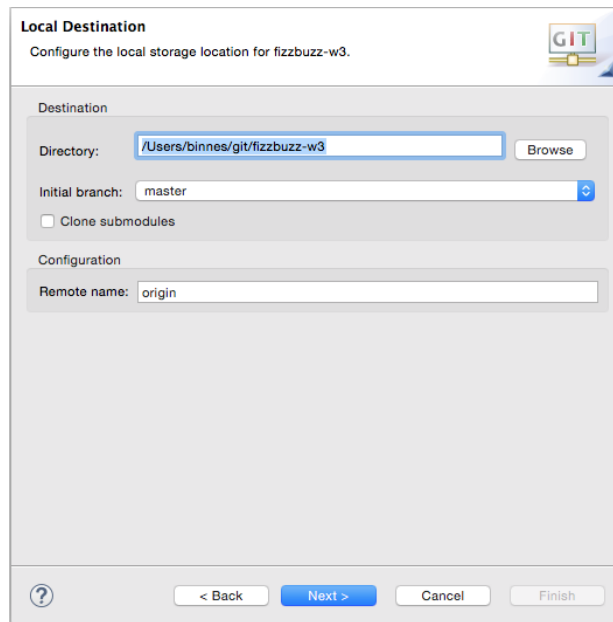 Local Destination
Configure the local storage location for fizzbuzz-w3.
GIT
Destination
Directory: /Users/binnes/git/fizzbuzz-w3 Browse
Initial branch: master
Clone submodules
Configuration
Remote name: origin
? < Back Next > Cancel Finish